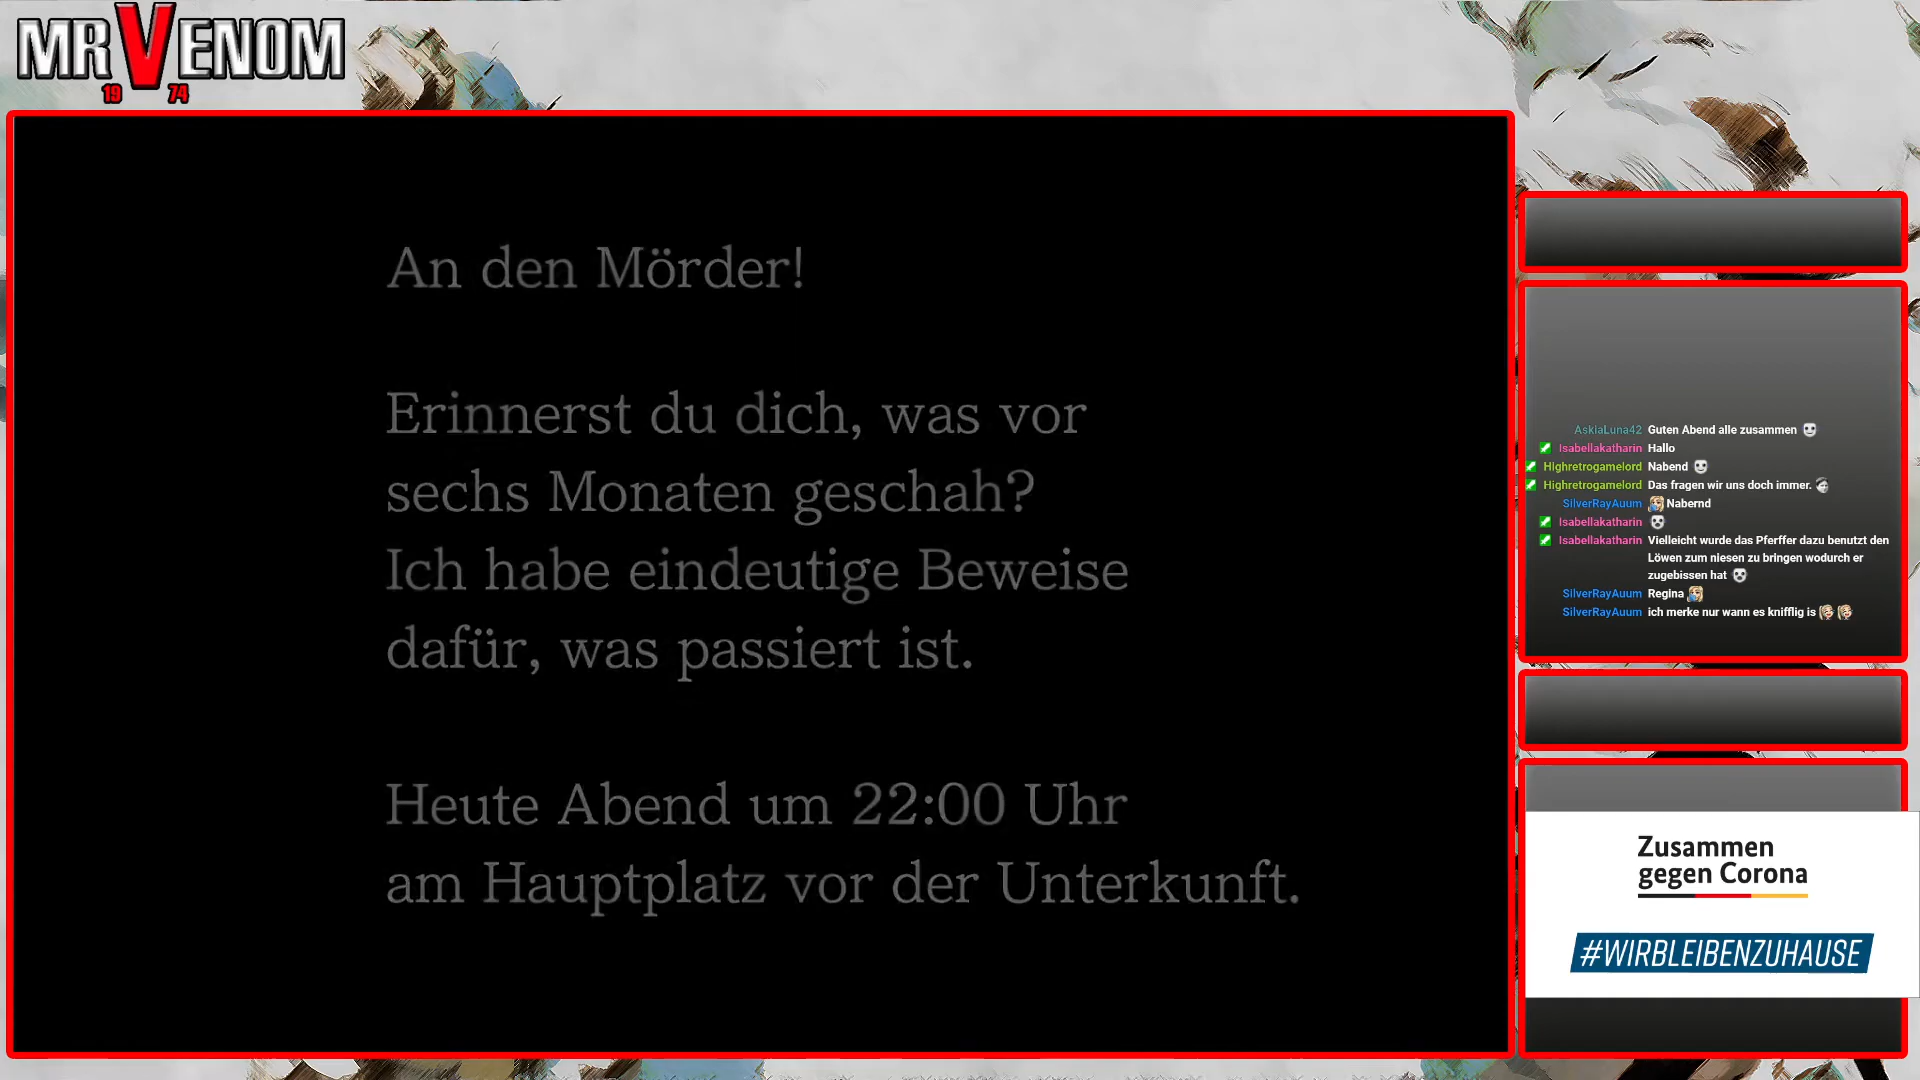 MRVENOM
19 74
An den Mörder!
Erinnerst du dich, was vor
sechs Monaten geschah?
Ich habe eindeutige Beweise
dafür, was passiert ist.
Heute Abend um 22:00 Uhr
am Hauptplatz vor der Unterkunft.
AskiaLuna42 Guten Abend alle zusammen
Isabellakatharin Hallo
Highretrogamelord Nabend
Highretrogamelord Das fragen wir uns doch immer.
SilverRayAuum Nabernd
Isabellakatharin
Isabellakatharin Vielleicht wurde das Pferffer dazu benutzt den
Löwen zum niesen zu bringen wodurch er
zugebissen hat
SilverRayAuum Regina
SilverRayAuum ich merke nur wann es knifflig is
Zusammen
gegen Corona
#WIRBLEIBENZUHAUSE